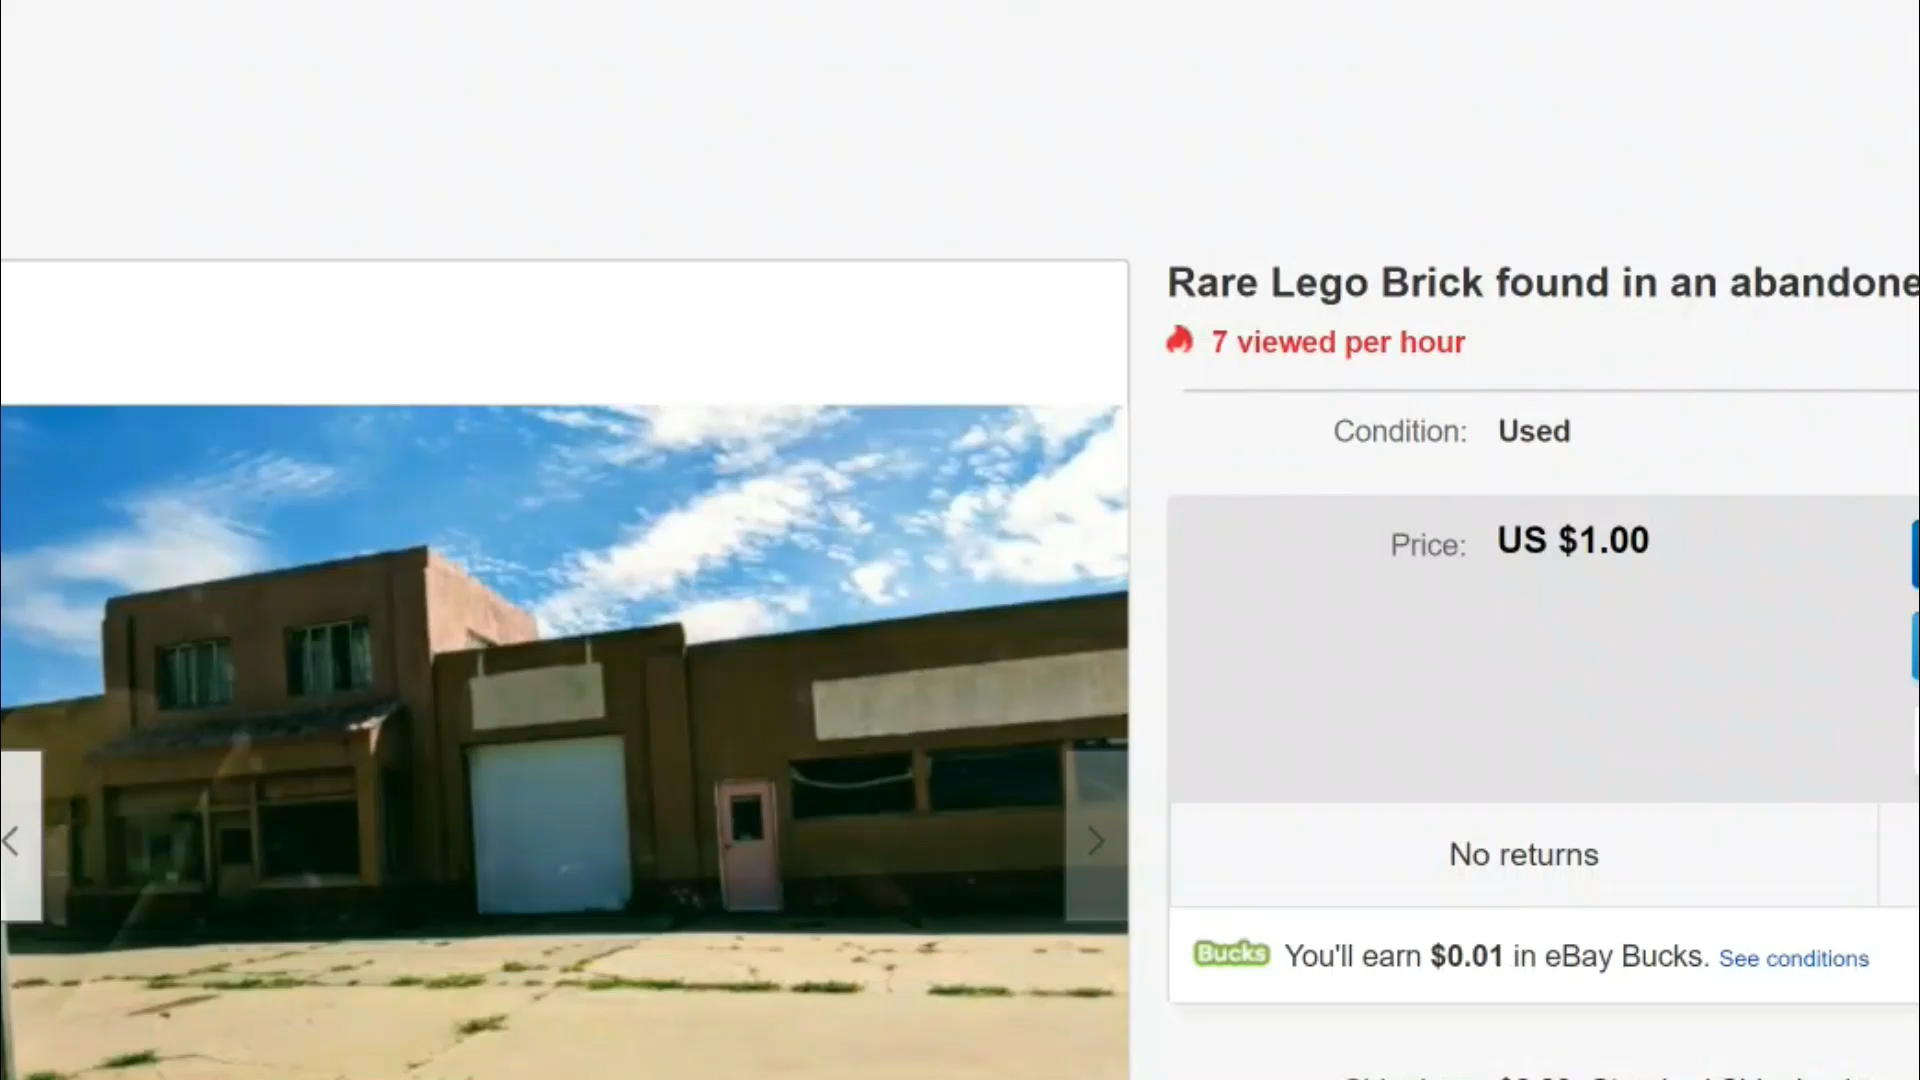 Rare Lego Brick found in an abandone
7 viewed per hour
Condition: Used
Price: US $1.00
No returns
Bucks You'll earn $0.01 in eBay Bucks. See conditions